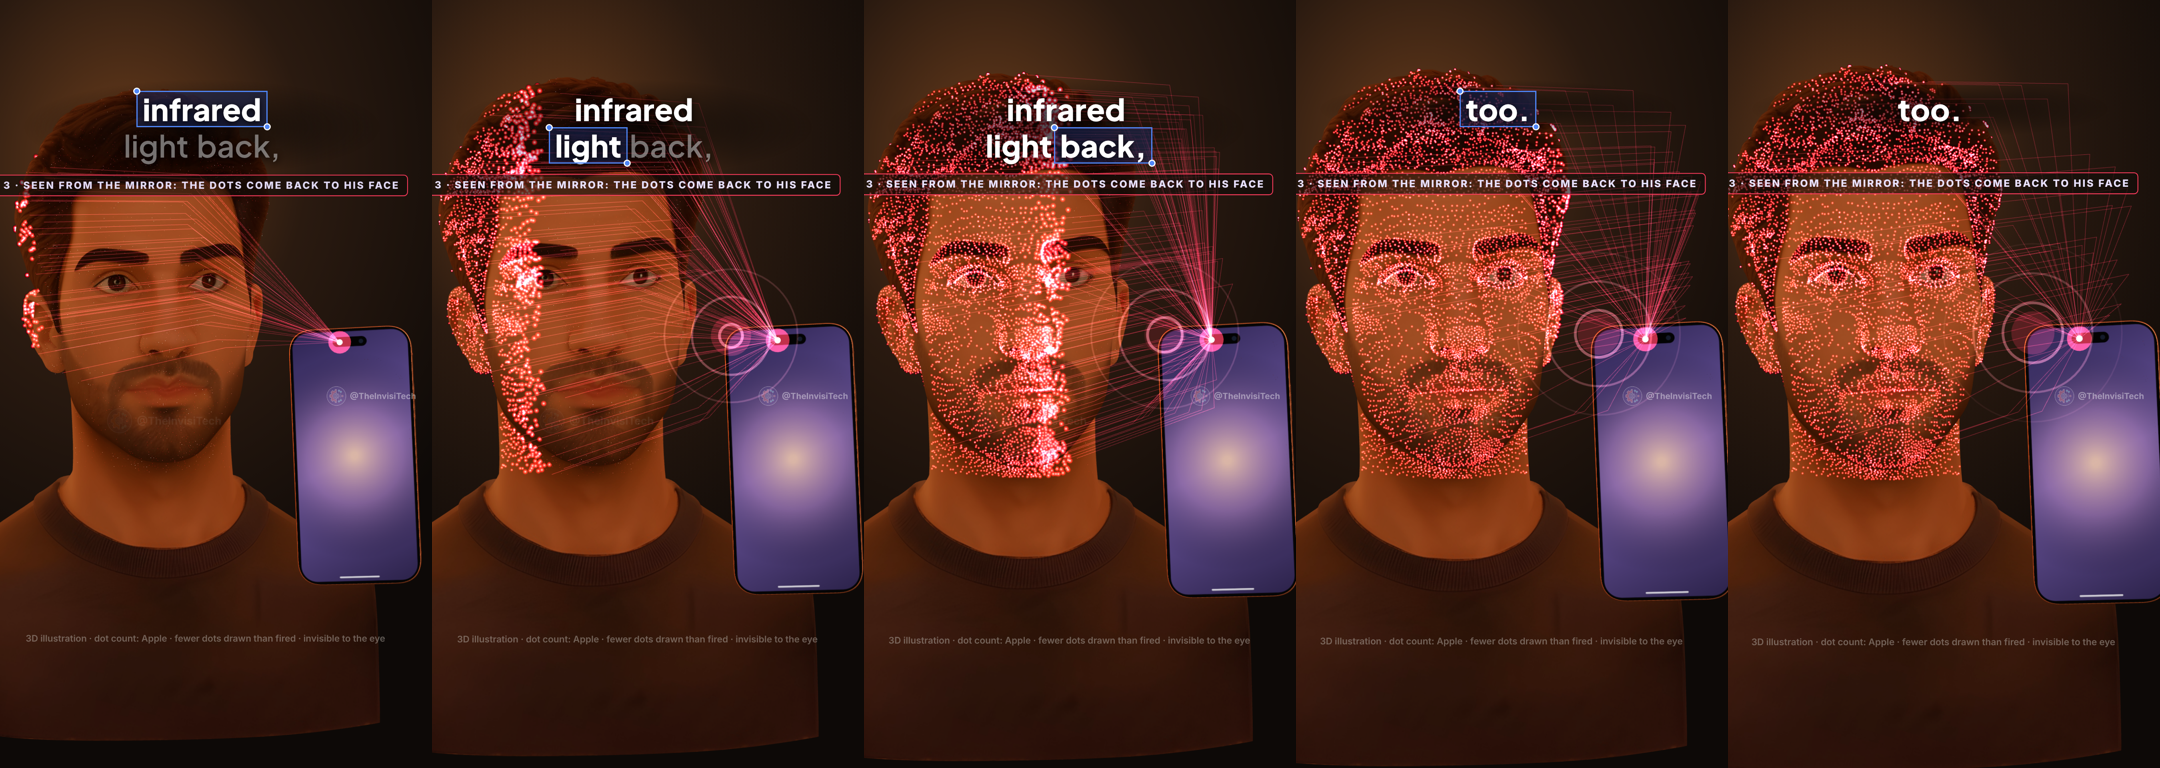 infrared
light back,
3 · SEEN FROM THE MIRROR: THE DOTS COME BACK TO HIS FACE
@TheInvisiTech
@TheInvisiTech
3D illustration · dot count: Apple · fewer dots drawn than fired · invisible to the eye
infrared
light back,
3 · SEEN FROM THE MIRROR: THE DOTS COME BACK TO HIS FACE
@TheInvisiTech
@TheInvisiTech
3D illustration · dot count: Apple · fewer dots drawn than fired · invisible to the eye
infrared
light back,
3 · SEEN FROM THE MIRROR: THE DOTS COME BACK TO HIS FACE
@TheInvisiTech
3D illustration · dot count: Apple · fewer dots drawn than fired · invisible to the eye
too.
3 · SEEN FROM THE MIRROR: THE DOTS COME BACK TO HIS FACE
@TheInvisiTech
3D illustration · dot count: Apple · fewer dots drawn than fired · invisible to the eye
too.
3 · SEEN FROM THE MIRROR: THE DOTS COME BACK TO HIS FACE
@TheInvisiTech
3D illustration · dot count: Apple · fewer dots drawn than fired · invisible to the eye